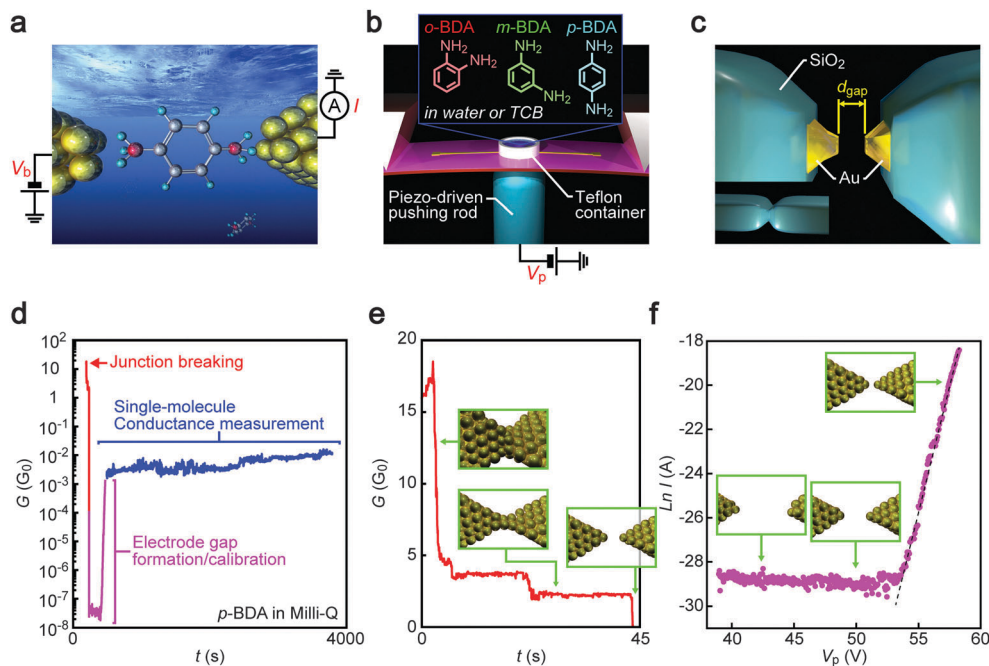 a
V_b
A
I
b
o-BDA m-BDA p-BDA
NH₂ NH₂ NH₂
NH₂
NH₂
NH₂
in water or TCB
Piezo-driven
pushing rod
Teflon
container
V_p
c
SiO₂
d_gap
Au
d
10²
10¹
10⁰
10⁻¹
10⁻²
10⁻³
10⁻⁴
10⁻⁵
10⁻⁶
10⁻⁷
10⁻⁸
G (G₀)
Junction breaking
Single-molecule
Conductance measurement
Electrode gap
formation/calibration
p-BDA in Milli-Q
0 4000
t (s)
e
20
15
10
5
0
G (G₀)
0 45
t (s)
f
-18
-20
-22
-24
-26
-28
-30
Ln I (A)
40 45 50 55 60
V_p (V)